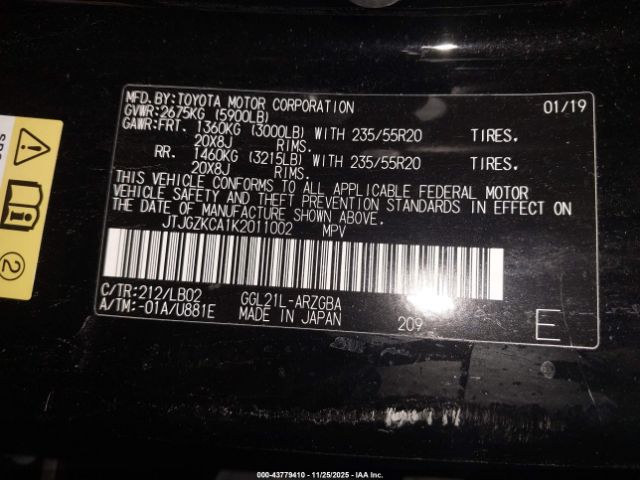 MFD.BY:TOYOTA MOTOR CORPORATION 01/19
GVWR:2675KG (5900LB)
GAWR:FRT. 1360KG (3000LB) WITH 235/55R20 TIRES.
20X8J RIMS.
RR. 1460KG (3215LB) WITH 235/55R20 TIRES.
20X8J RIMS.
THIS VEHICLE CONFORMS TO ALL APPLICABLE FEDERAL MOTOR
VEHICLE SAFETY AND THEFT PREVENTION STANDARDS IN EFFECT ON
THE DATE OF MANUFACTURE SHOWN ABOVE.
JTJGZKCA1K2011002 MPV
C/TR:212/LB02 GGL21L-ARZGBA
A/TM:-01A/U881E MADE IN JAPAN 209 E
2
000-43779410 - 11/25/2025 - IAA Inc.